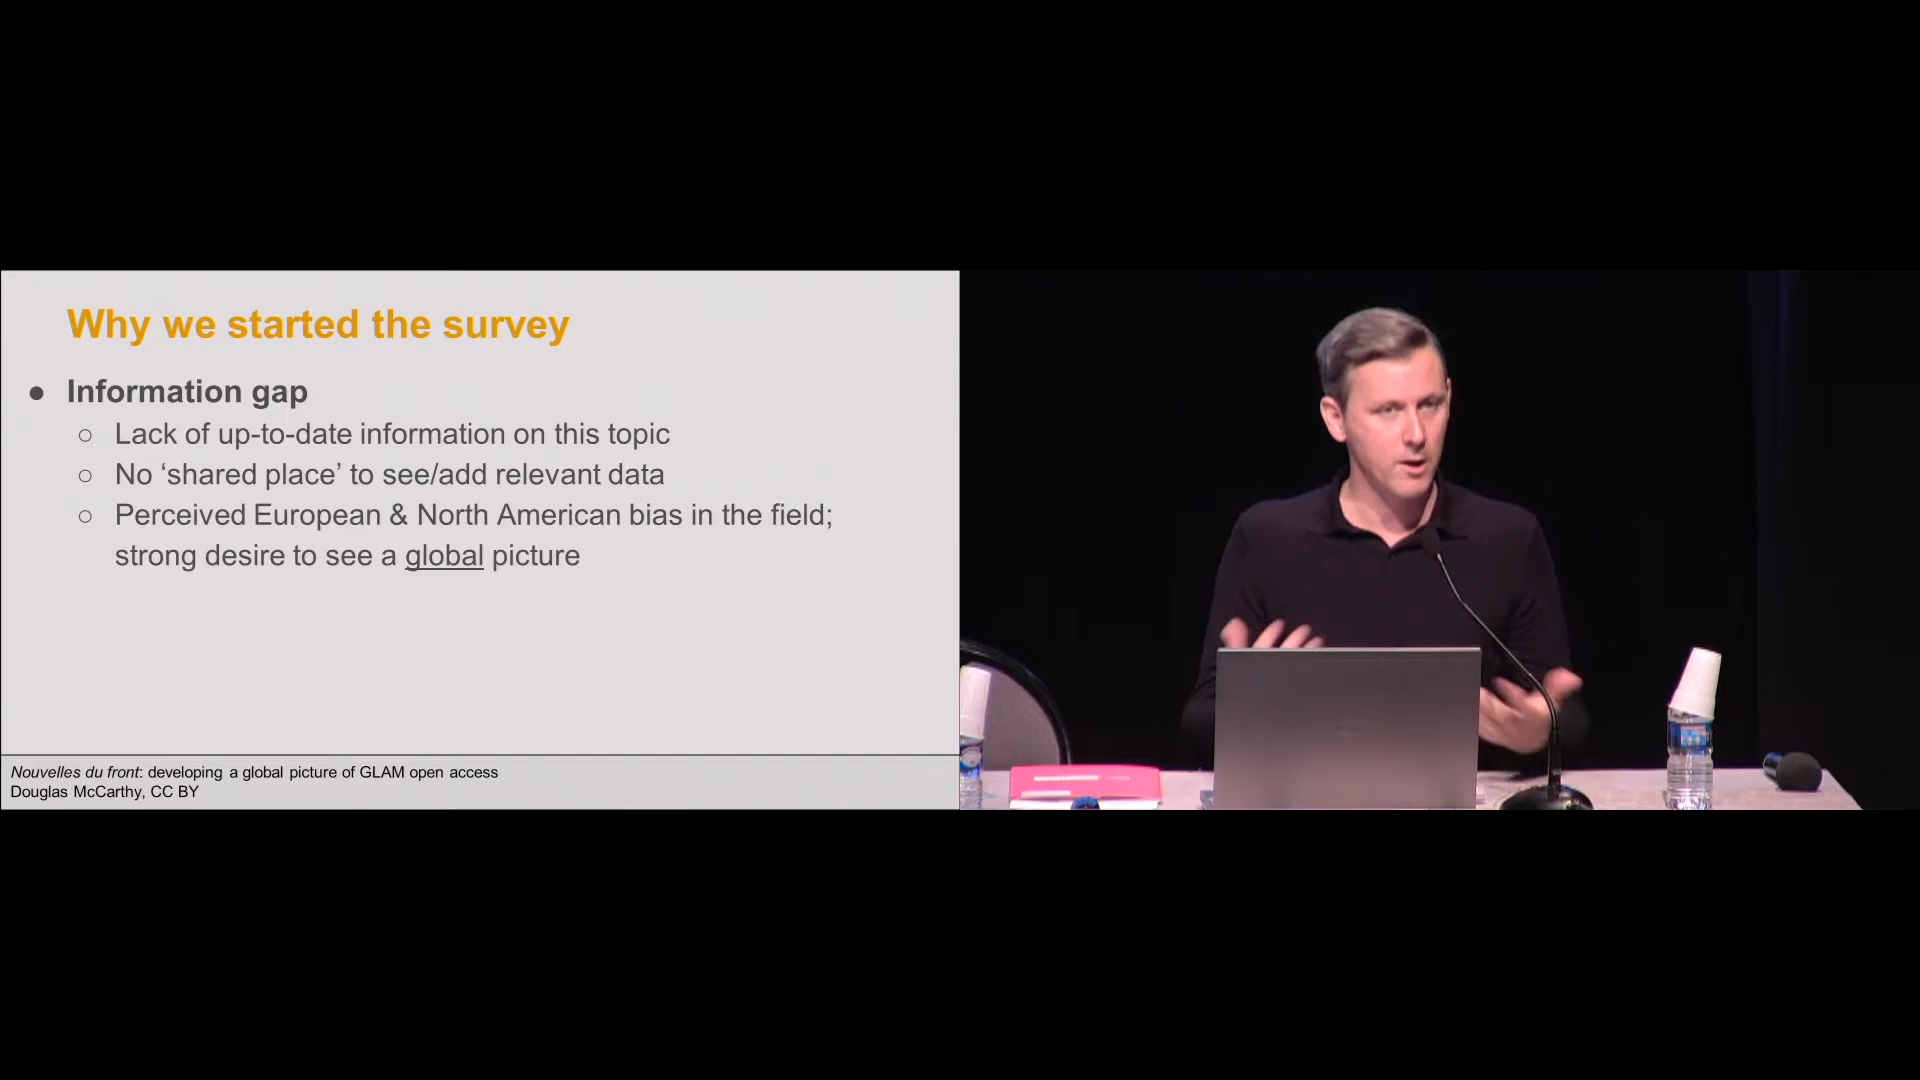 Why we started the survey
● Information gap
○ Lack of up-to-date information on this topic
○ No ‘shared place’ to see/add relevant data
○ Perceived European & North American bias in the field;
strong desire to see a global picture
Nouvelles du front: developing a global picture of GLAM open access
Douglas McCarthy, CC BY